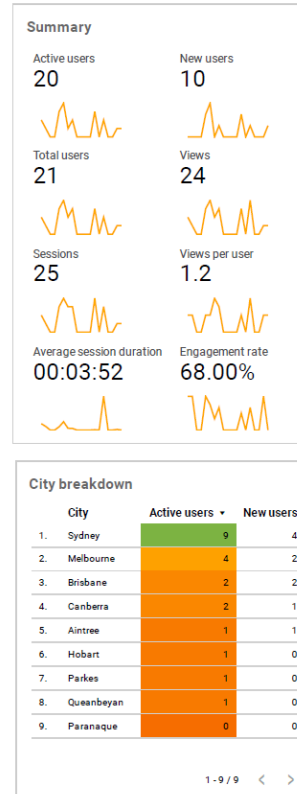 Summary
Active users New users
20 10
Total users Views
21 24
Sessions Views per user
25 1.2
Average session duration Engagement rate
00:03:52 68.00%
City breakdown
City Active users New users
1. Sydney 9 4
2. Melbourne 4 2
3. Brisbane 2 2
4. Canberra 2 1
5. Aintree 1 1
6. Hobart 1 0
7. Parkes 1 0
8. Queanbeyan 1 0
9. Paranaque 0 0
1 - 9 / 9